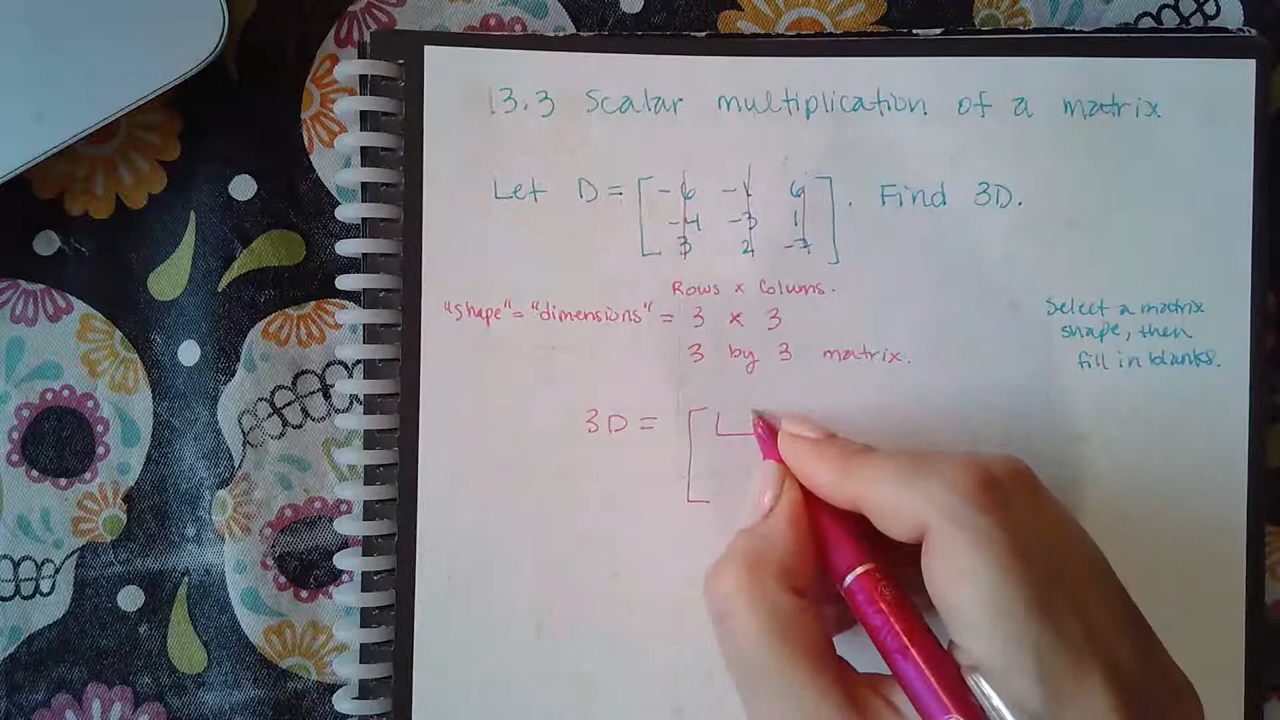 13.3 Scalar multiplication of a matrix
Let D = [ -6 -1 6 ] . Find 3D.
-4 -3 1
3 2 -7
Rows x Colums.
"shape" = "dimensions" = 3 x 3
3 by 3 matrix.
Select a matrix
shape, then
fill in blanks.
3D = [